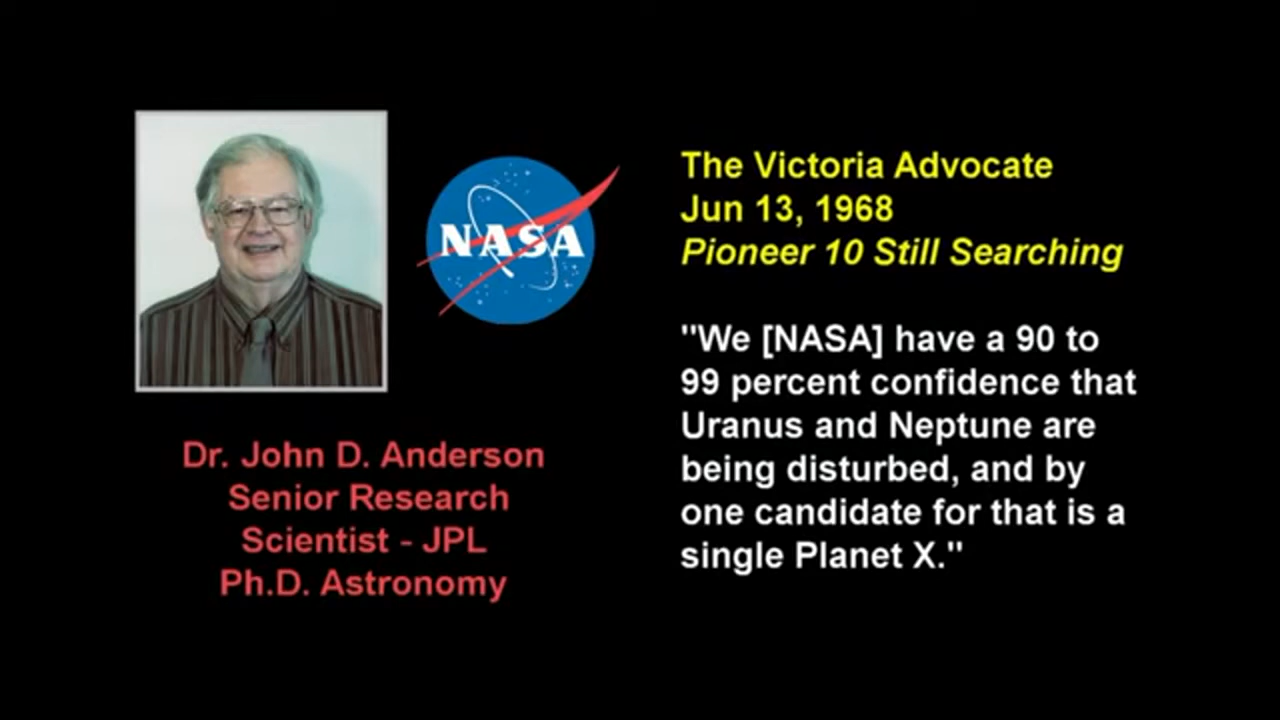 NASA
The Victoria Advocate
Jun 13, 1968
Pioneer 10 Still Searching
"We [NASA] have a 90 to
99 percent confidence that
Uranus and Neptune are
being disturbed, and by
one candidate for that is a
single Planet X."
Dr. John D. Anderson
Senior Research
Scientist - JPL
Ph.D. Astronomy